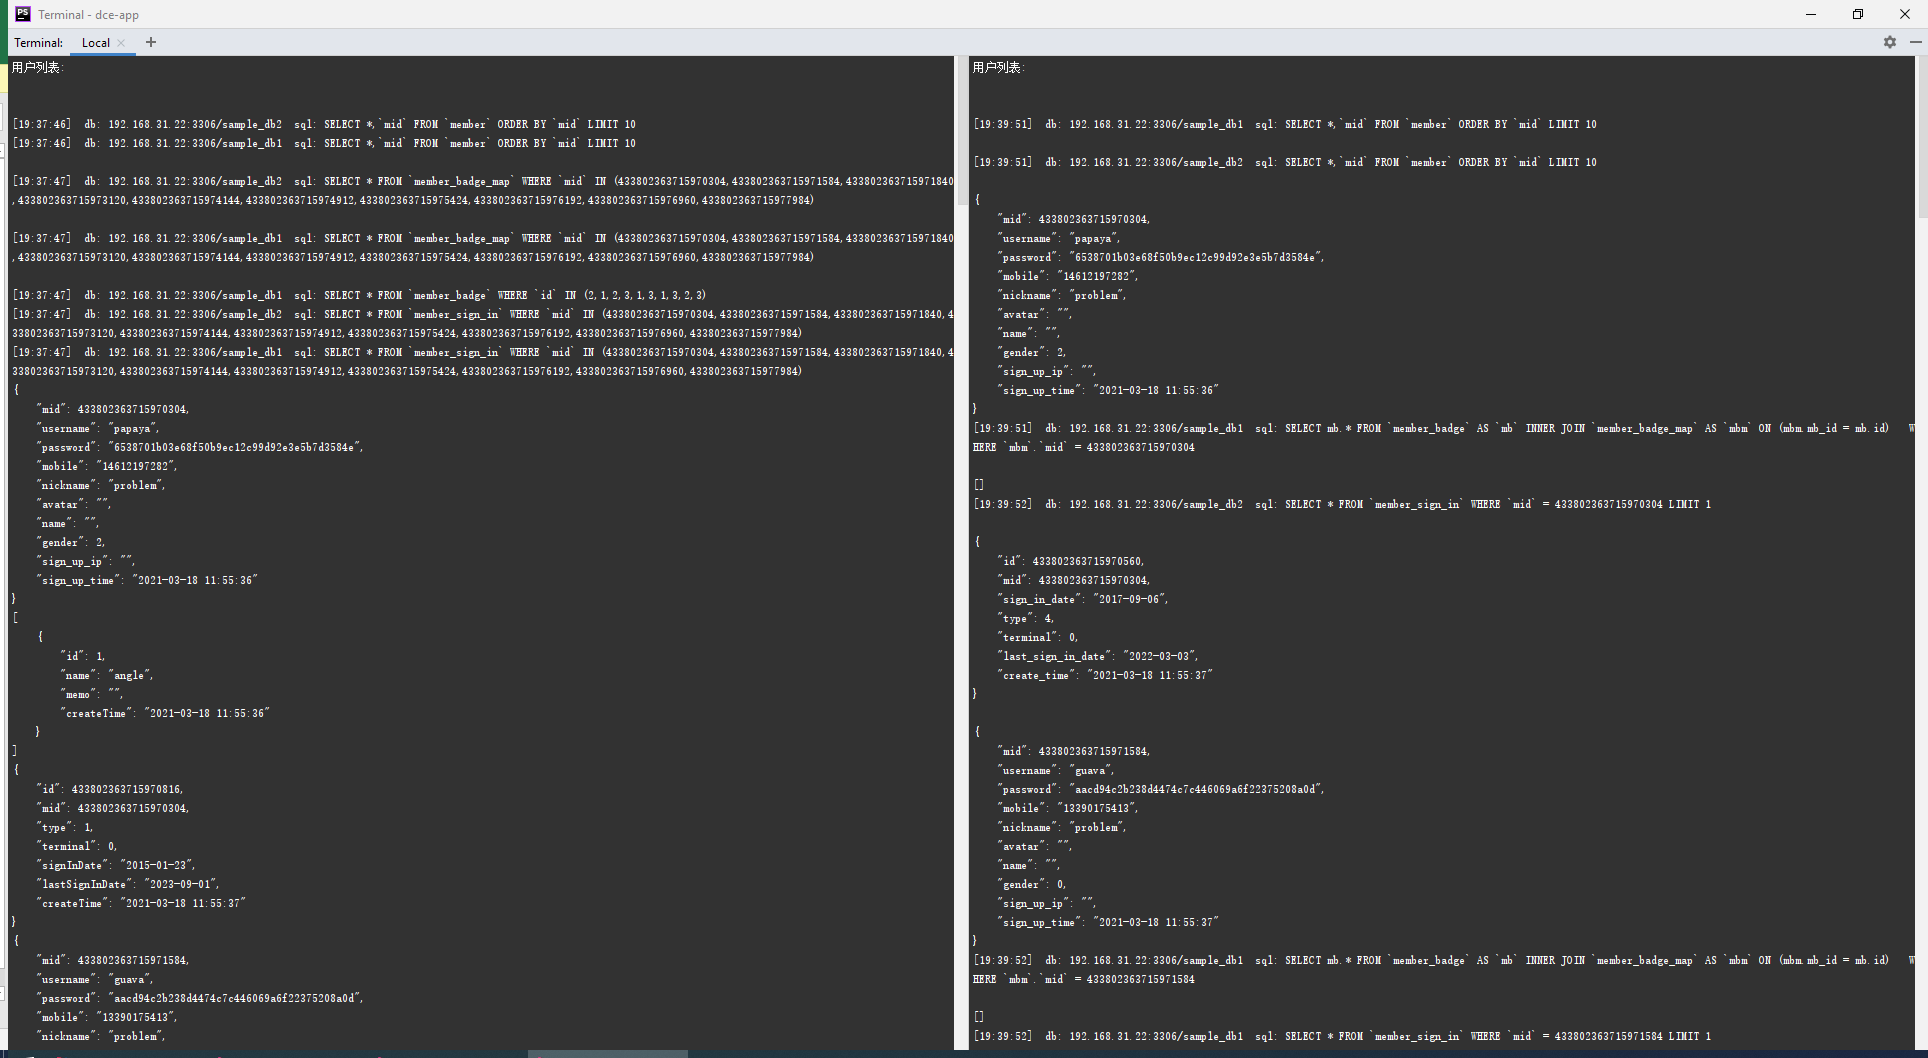 PS Terminal - dce-app
Terminal: Local × +
用户列表:
[19:37:46]  db: 192.168.31.22:3306/sample_db2  sql: SELECT *,`mid` FROM `member` ORDER BY `mid` LIMIT 10
[19:37:46]  db: 192.168.31.22:3306/sample_db1  sql: SELECT *,`mid` FROM `member` ORDER BY `mid` LIMIT 10
[19:37:47]  db: 192.168.31.22:3306/sample_db2  sql: SELECT * FROM `member_badge_map` WHERE `mid` IN (433802363715970304,433802363715971584,433802363715971840
,433802363715973120,433802363715974144,433802363715974912,433802363715975424,433802363715976192,433802363715976960,433802363715977984)
[19:37:47]  db: 192.168.31.22:3306/sample_db1  sql: SELECT * FROM `member_badge_map` WHERE `mid` IN (433802363715970304,433802363715971584,433802363715971840
,433802363715973120,433802363715974144,433802363715974912,433802363715975424,433802363715976192,433802363715976960,433802363715977984)
[19:37:47]  db: 192.168.31.22:3306/sample_db1  sql: SELECT * FROM `member_badge` WHERE `id` IN (2,1,2,3,1,3,1,3,2,3)
[19:37:47]  db: 192.168.31.22:3306/sample_db2  sql: SELECT * FROM `member_sign_in` WHERE `mid` IN (433802363715970304,433802363715971584,433802363715971840,4
33802363715973120,433802363715974144,433802363715974912,433802363715975424,433802363715976192,433802363715976960,433802363715977984)
[19:37:47]  db: 192.168.31.22:3306/sample_db1  sql: SELECT * FROM `member_sign_in` WHERE `mid` IN (433802363715970304,433802363715971584,433802363715971840,4
33802363715973120,433802363715974144,433802363715974912,433802363715975424,433802363715976192,433802363715976960,433802363715977984)
{
    "mid": 433802363715970304,
    "username": "papaya",
    "password": "6538701b03e68f50b9ec12c99d92e3e5b7d3584e",
    "mobile": "14612197282",
    "nickname": "problem",
    "avatar": "",
    "name": "",
    "gender": 2,
    "sign_up_ip": "",
    "sign_up_time": "2021-03-18 11:55:36"
}
[
    {
        "id": 1,
        "name": "angle",
        "memo": "",
        "createTime": "2021-03-18 11:55:36"
    }
]
{
    "id": 433802363715970816,
    "mid": 433802363715970304,
    "type": 1,
    "terminal": 0,
    "signInDate": "2015-01-23",
    "lastSignInDate": "2023-09-01",
    "createTime": "2021-03-18 11:55:37"
}
{
    "mid": 433802363715971584,
    "username": "guava",
    "password": "aacd94c2b238d4474c7c446069a6f22375208a0d",
    "mobile": "13390175413",
    "nickname": "problem",
用户列表:
[19:39:51]  db: 192.168.31.22:3306/sample_db1  sql: SELECT *,`mid` FROM `member` ORDER BY `mid` LIMIT 10
[19:39:51]  db: 192.168.31.22:3306/sample_db2  sql: SELECT *,`mid` FROM `member` ORDER BY `mid` LIMIT 10
{
    "mid": 433802363715970304,
    "username": "papaya",
    "password": "6538701b03e68f50b9ec12c99d92e3e5b7d3584e",
    "mobile": "14612197282",
    "nickname": "problem",
    "avatar": "",
    "name": "",
    "gender": 2,
    "sign_up_ip": "",
    "sign_up_time": "2021-03-18 11:55:36"
}
[19:39:51]  db: 192.168.31.22:3306/sample_db1  sql: SELECT mb.* FROM `member_badge` AS `mb` INNER JOIN `member_badge_map` AS `mbm` ON (mbm.mb_id = mb.id)   W
HERE `mbm`.`mid` = 433802363715970304
[]
[19:39:52]  db: 192.168.31.22:3306/sample_db2  sql: SELECT * FROM `member_sign_in` WHERE `mid` = 433802363715970304 LIMIT 1
{
    "id": 433802363715970560,
    "mid": 433802363715970304,
    "sign_in_date": "2017-09-06",
    "type": 4,
    "terminal": 0,
    "last_sign_in_date": "2022-03-03",
    "create_time": "2021-03-18 11:55:37"
}
{
    "mid": 433802363715971584,
    "username": "guava",
    "password": "aacd94c2b238d4474c7c446069a6f22375208a0d",
    "mobile": "13390175413",
    "nickname": "problem",
    "avatar": "",
    "name": "",
    "gender": 0,
    "sign_up_ip": "",
    "sign_up_time": "2021-03-18 11:55:37"
}
[19:39:52]  db: 192.168.31.22:3306/sample_db1  sql: SELECT mb.* FROM `member_badge` AS `mb` INNER JOIN `member_badge_map` AS `mbm` ON (mbm.mb_id = mb.id)   W
HERE `mbm`.`mid` = 433802363715971584
[]
[19:39:52]  db: 192.168.31.22:3306/sample_db1  sql: SELECT * FROM `member_sign_in` WHERE `mid` = 433802363715971584 LIMIT 1